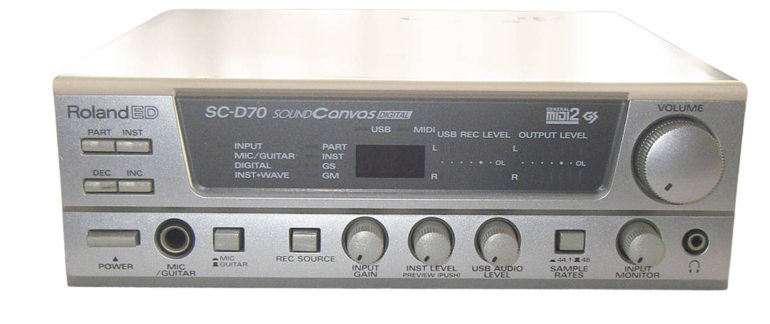 Roland ED
SC-D70 SOUND Canvas DIGITAL
GENERAL MIDI2 GS
VOLUME
PART INST
USB MIDI USB REC LEVEL OUTPUT LEVEL
INPUT PART L L
MIC/GUITAR INST
DIGITAL GS OL OL
INST+WAVE GM R R
DEC INC
POWER
MIC
/GUITAR
MIC
GUITAR
REC SOURCE
INPUT
GAIN
INST LEVEL
PREVIEW (PUSH)
USB AUDIO
LEVEL
44.1 48
SAMPLE
RATES
INPUT
MONITOR